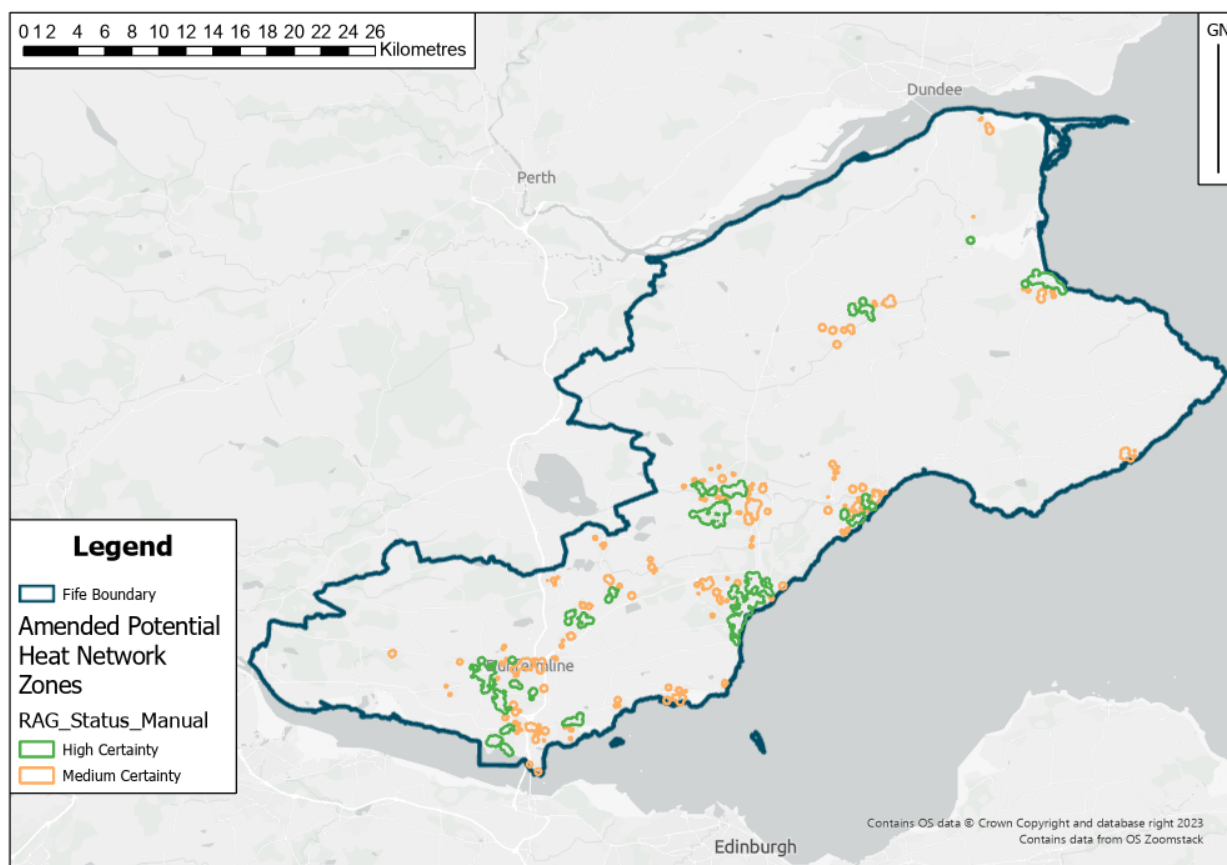 0 1 2 4 6 8 10 12 14 16 18 20 22 24 26
Kilometres
GN
Dundee
Perth
Legend
Fife Boundary
Amended Potential
Heat Network
Zones
RAG_Status_Manual
High Certainty
Medium Certainty
Dunfermline
Edinburgh
Contains OS data © Crown Copyright and database right 2023
Contains data from OS Zoomstack